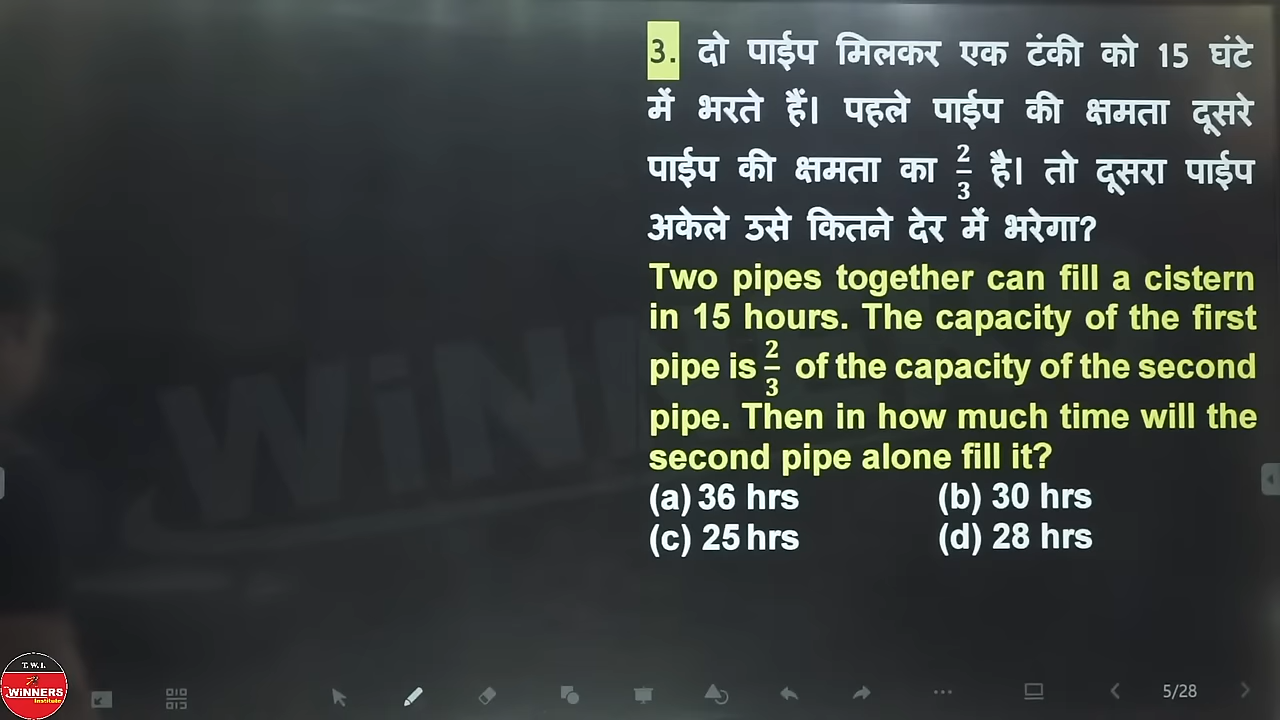 3. दो पाईप मिलकर एक टंकी को 15 घंटे
में भरते हैं। पहले पाईप की क्षमता दूसरे
पाईप की क्षमता का 2/3 है। तो दूसरा पाईप
अकेले उसे कितने देर में भरेगा?
Two pipes together can fill a cistern
in 15 hours. The capacity of the first
pipe is 2/3 of the capacity of the second
pipe. Then in how much time will the
second pipe alone fill it?
(a) 36 hrs (b) 30 hrs
(c) 25 hrs (d) 28 hrs
WiNNERS
T.W.I.
WiNNERS
Institute
5/28